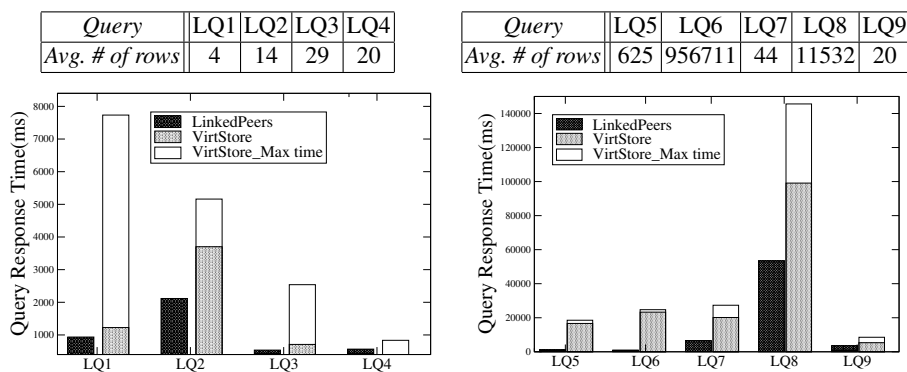 Query LQ1 LQ2 LQ3 LQ4
Avg. # of rows 4 14 29 20
Query LQ5 LQ6 LQ7 LQ8 LQ9
Avg. # of rows 625 956711 44 11532 20
Query Response Time(ms)
8000
7000
6000
5000
4000
3000
2000
1000
LinkedPeers
VirtStore
VirtStore_Max time
LQ1 LQ2 LQ3 LQ4
Query Response Time(ms)
140000
120000
100000
80000
60000
40000
20000
0
LinkedPeers
VirtStore
VirtStore_Max time
LQ5 LQ6 LQ7 LQ8 LQ9